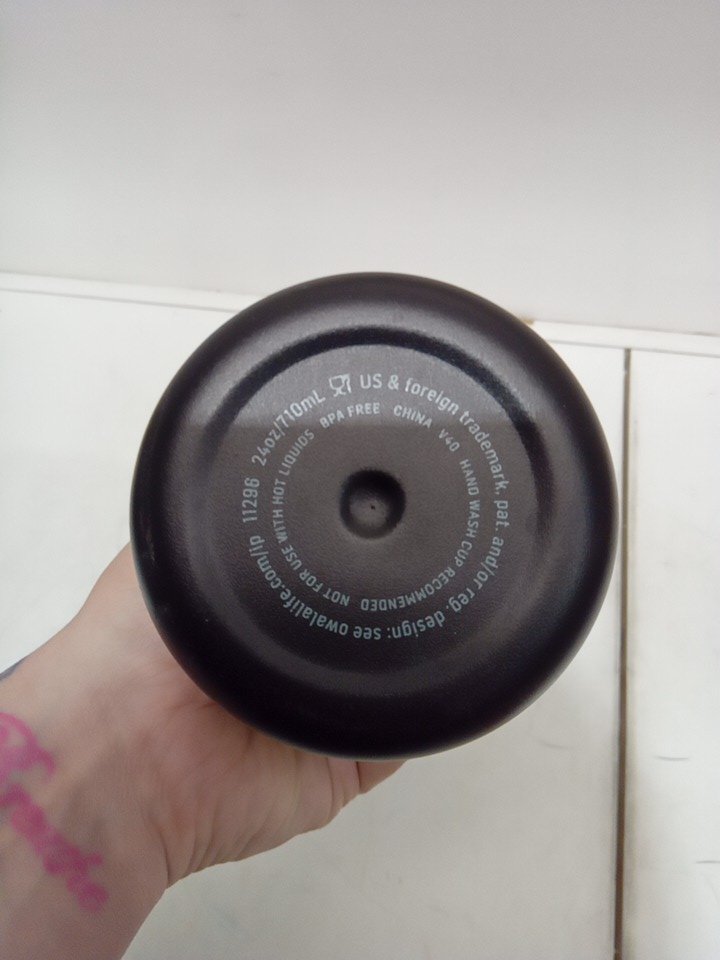 24oz/710mL US & foreign trademark, pat. and/or reg. design: see owalalife.com/ip 11296
BPA FREE CHINA V40 HAND WASH CUP RECOMMENDED NOT FOR USE WITH HOT LIQUIDS